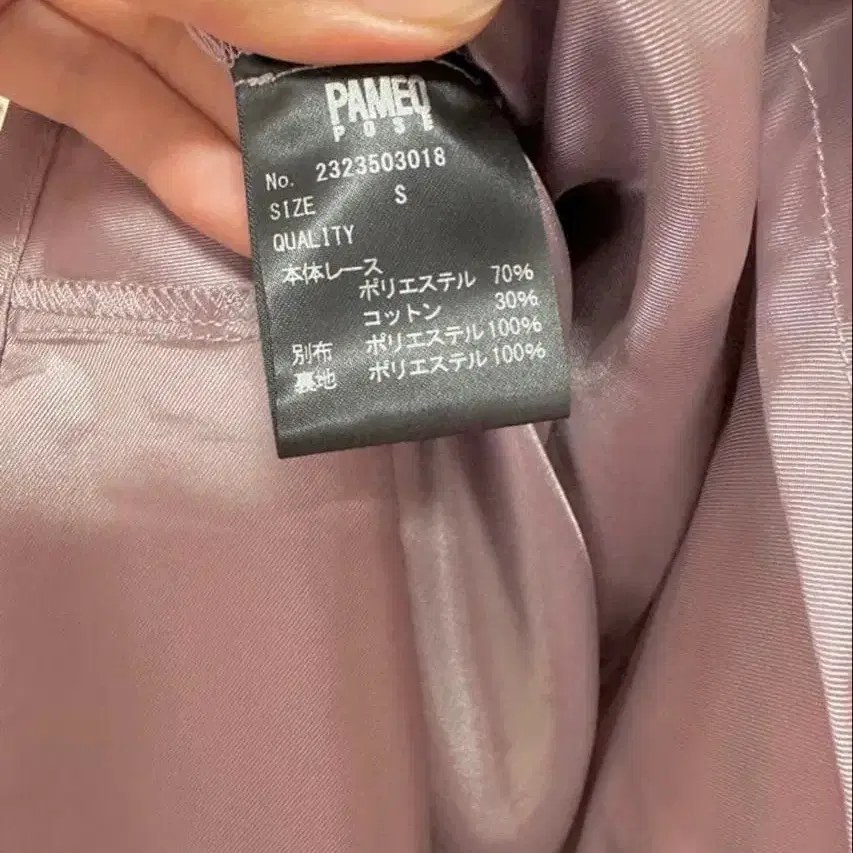 PAMEO
POSE
No. 2323503018
SIZE S
QUALITY
本体レース
ポリエステル 70%
コットン 30%
別布 ポリエステル 100%
裏地 ポリエステル 100%